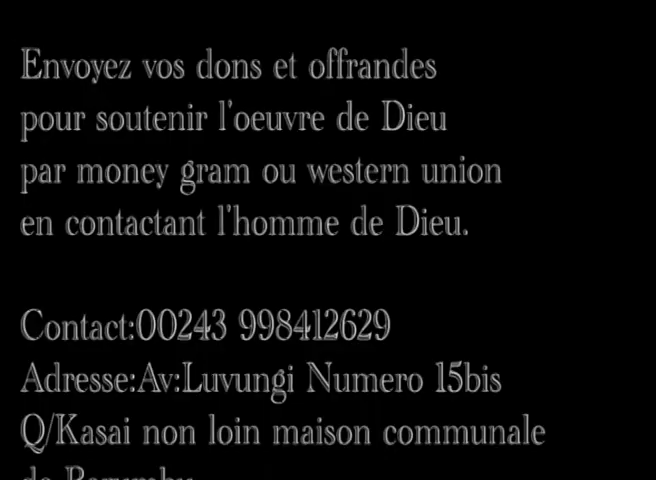 Envoyez vos dons et offrandes
pour soutenir l'oeuvre de Dieu
par money gram ou western union
en contactant l'homme de Dieu.
Contact:00243 998412629
Adresse:Av:Luvungi Numero 15bis
Q/Kasai non loin maison communale
de